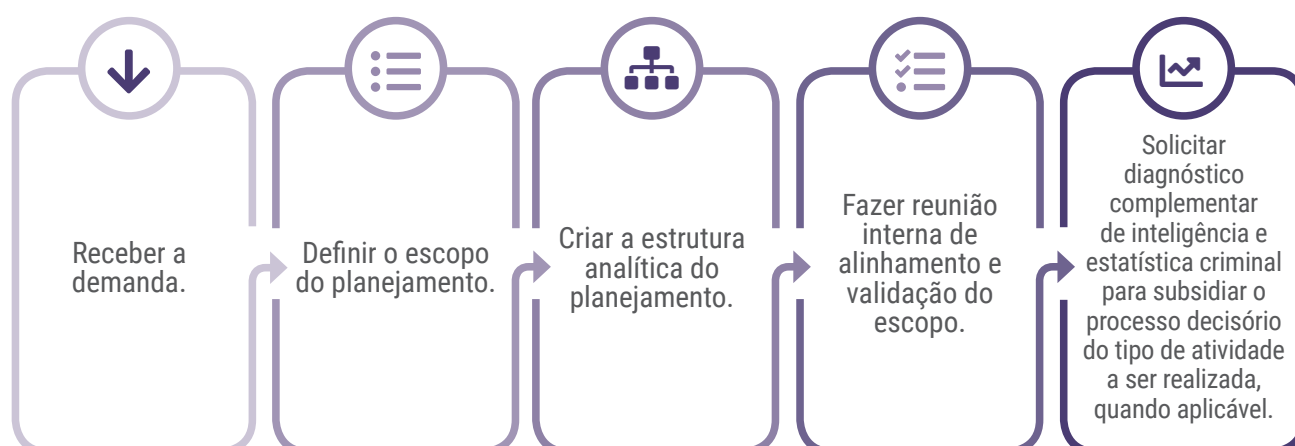 Receber a
demanda.
Definir o escopo
do planejamento.
Criar a estrutura
analítica do
planejamento.
Fazer reunião
interna de
alinhamento e
validação do
escopo.
Solicitar
diagnóstico
complementar
de inteligência e
estatística criminal
para subsidiar o
processo decisório
do tipo de atividade
a ser realizada,
quando aplicável.